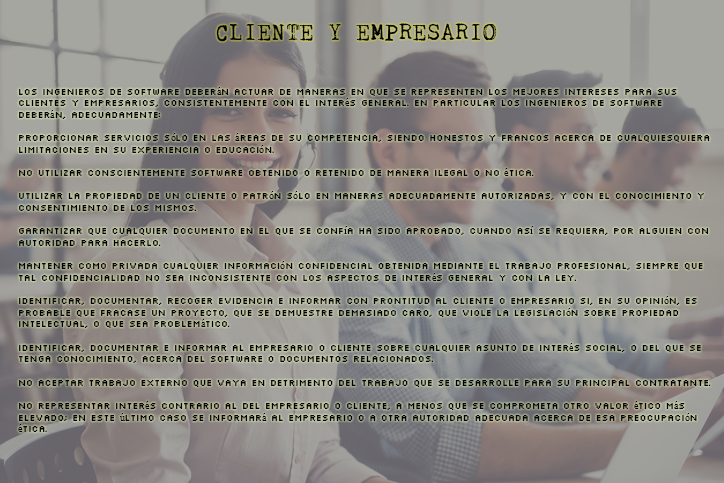 CLIENTE Y EMPRESARIO
LOS INGENIEROS DE SOFTWARE DEBERÁN ACTUAR DE MANERAS EN QUE SE REPRESENTEN LOS MEJORES INTERESES PARA SUS
CLIENTES Y EMPRESARIOS, CONSISTENTEMENTE CON EL INTERÉS GENERAL. EN PARTICULAR LOS INGENIEROS DE SOFTWARE
DEBERÁN, ADECUADAMENTE:
PROPORCIONAR SERVICIOS SÓLO EN LAS ÁREAS DE SU COMPETENCIA, SIENDO HONESTOS Y FRANCOS ACERCA DE CUALQUIESQUIERA
LIMITACIONES EN SU EXPERIENCIA O EDUCACIÓN.
NO UTILIZAR CONSCIENTEMENTE SOFTWARE OBTENIDO O RETENIDO DE MANERA ILEGAL O NO ÉTICA.
UTILIZAR LA PROPIEDAD DE UN CLIENTE O PATRÓN SÓLO EN MANERAS ADECUADAMENTE AUTORIZADAS, Y CON EL CONOCIMIENTO Y
CONSENTIMIENTO DE LOS MISMOS.
GARANTIZAR QUE CUALQUIER DOCUMENTO EN EL QUE SE CONFÍA HA SIDO APROBADO, CUANDO ASÍ SE REQUIERA, POR ALGUIEN CON
AUTORIDAD PARA HACERLO.
MANTENER COMO PRIVADA CUALQUIER INFORMACIÓN CONFIDENCIAL OBTENIDA MEDIANTE EL TRABAJO PROFESIONAL, SIEMPRE QUE
TAL CONFIDENCIALIDAD NO SEA INCONSISTENTE CON LOS ASPECTOS DE INTERÉS GENERAL Y CON LA LEY.
IDENTIFICAR, DOCUMENTAR, RECOGER EVIDENCIA E INFORMAR CON PRONTITUD AL CLIENTE O EMPRESARIO SI, EN SU OPINIÓN, ES
PROBABLE QUE FRACASE UN PROYECTO, QUE SE DEMUESTRE DEMASIADO CARO, QUE VIOLE LA LEGISLACIÓN SOBRE PROPIEDAD
INTELECTUAL, O QUE SEA PROBLEMÁTICO.
IDENTIFICAR, DOCUMENTAR E INFORMAR AL EMPRESARIO O CLIENTE SOBRE CUALQUIER ASUNTO DE INTERÉS SOCIAL, O DEL QUE SE
TENGA CONOCIMIENTO, ACERCA DEL SOFTWARE O DOCUMENTOS RELACIONADOS.
NO ACEPTAR TRABAJO EXTERNO QUE VAYA EN DETRIMENTO DEL TRABAJO QUE SE DESARROLLE PARA SU PRINCIPAL CONTRATANTE.
NO REPRESENTAR INTERÉS CONTRARIO AL DEL EMPRESARIO O CLIENTE, A MENOS QUE SE COMPROMETA OTRO VALOR ÉTICO MÁS
ELEVADO; EN ESTE ÚLTIMO CASO SE INFORMARÁ AL EMPRESARIO O A OTRA AUTORIDAD ADECUADA ACERCA DE ESA PREOCUPACIÓN
ÉTICA.